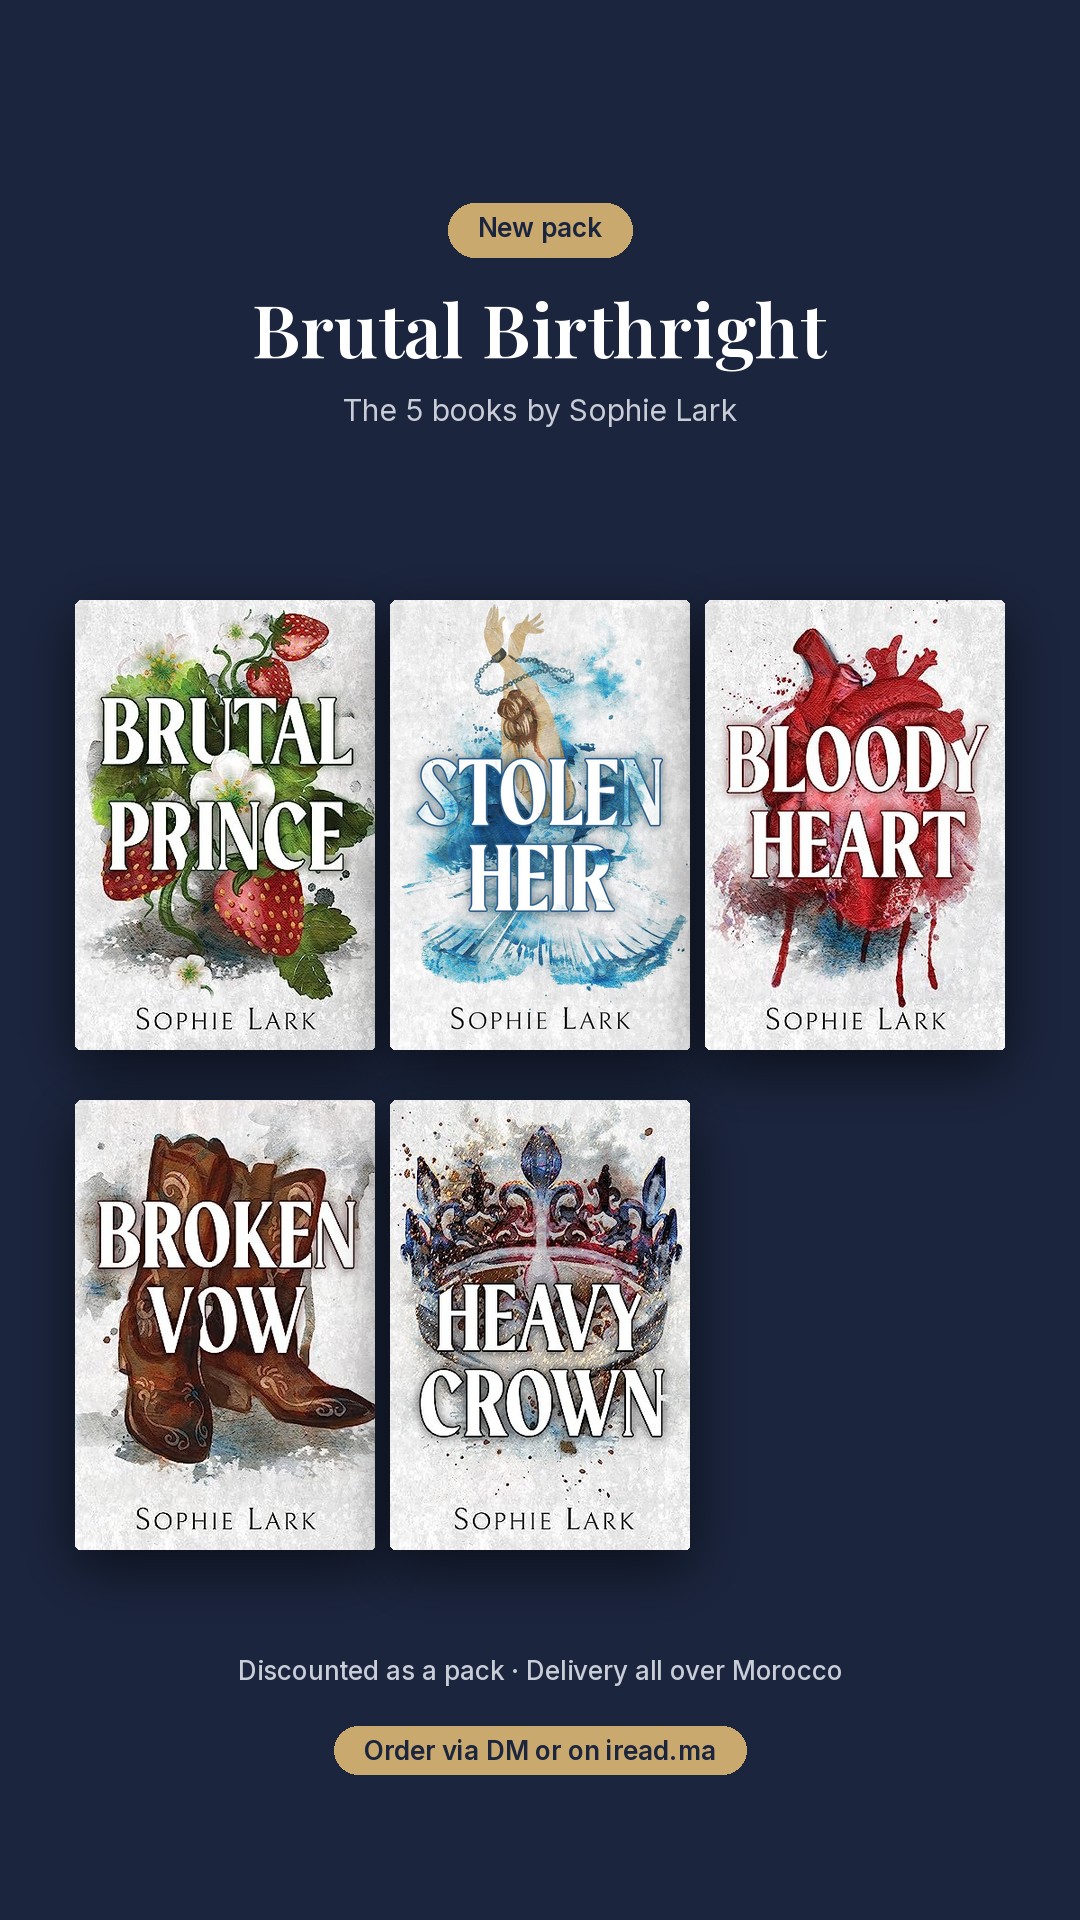 New pack
Brutal Birthright
The 5 books by Sophie Lark
BRUTAL
PRINCE
SOPHIE LARK
STOLEN
HEIR
SOPHIE LARK
BLOODY
HEART
SOPHIE LARK
BROKEN
VOW
SOPHIE LARK
HEAVY
CROWN
SOPHIE LARK
Discounted as a pack · Delivery all over Morocco
Order via DM or on iread.ma